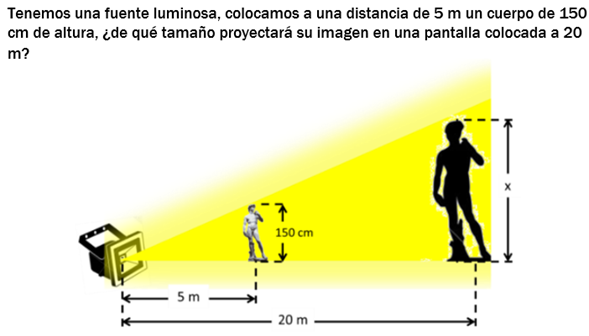 Tenemos una fuente luminosa, colocamos a una distancia de 5 m un cuerpo de 150
cm de altura, ¿de qué tamaño proyectará su imagen en una pantalla colocada a 20
m?
x
150 cm
5 m
20 m